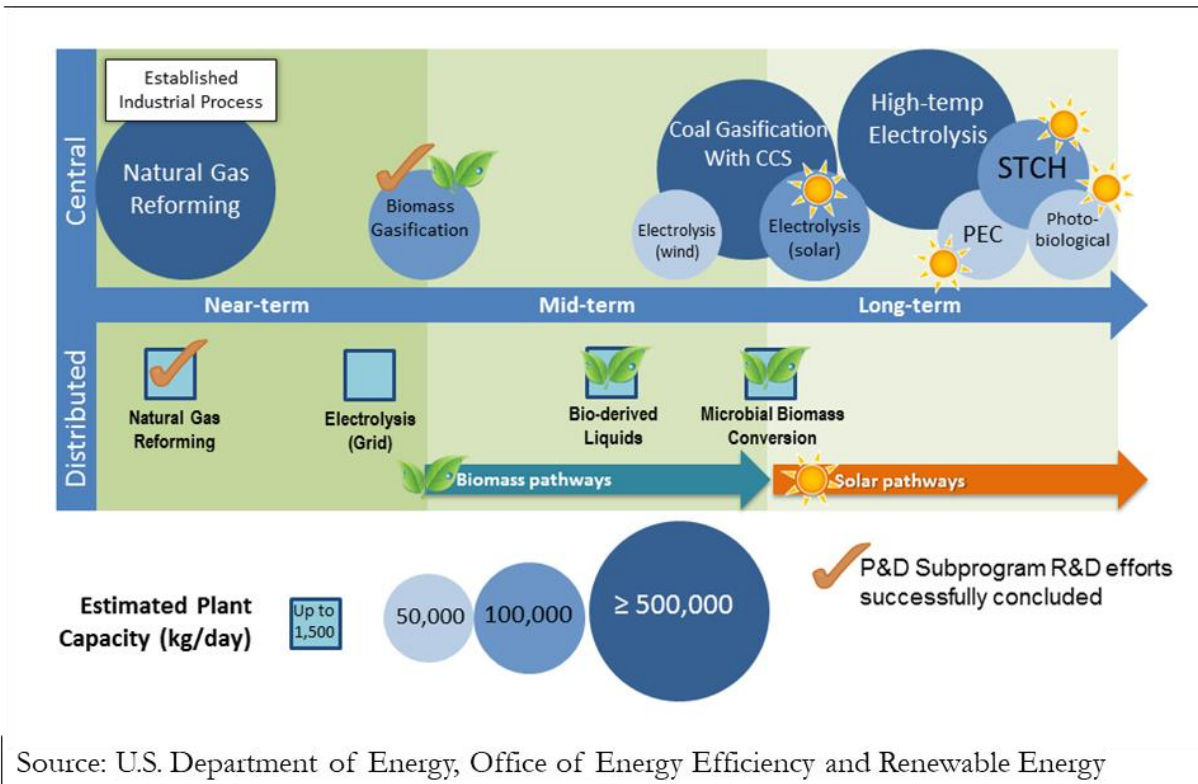 Established
Industrial Process
Central
Natural Gas
Reforming
Biomass
Gasification
Coal Gasification
With CCS
Electrolysis
(wind)
Electrolysis
(solar)
High-temp
Electrolysis
STCH
PEC
Photo-
biological
Near-term
Mid-term
Long-term
Distributed
Natural Gas
Reforming
Electrolysis
(Grid)
Bio-derived
Liquids
Microbial Biomass
Conversion
Biomass pathways
Solar pathways
Estimated Plant
Capacity (kg/day)
Up to
1,500
50,000
100,000
≥ 500,000
P&D Subprogram R&D efforts
successfully concluded
Source: U.S. Department of Energy, Office of Energy Efficiency and Renewable Energy